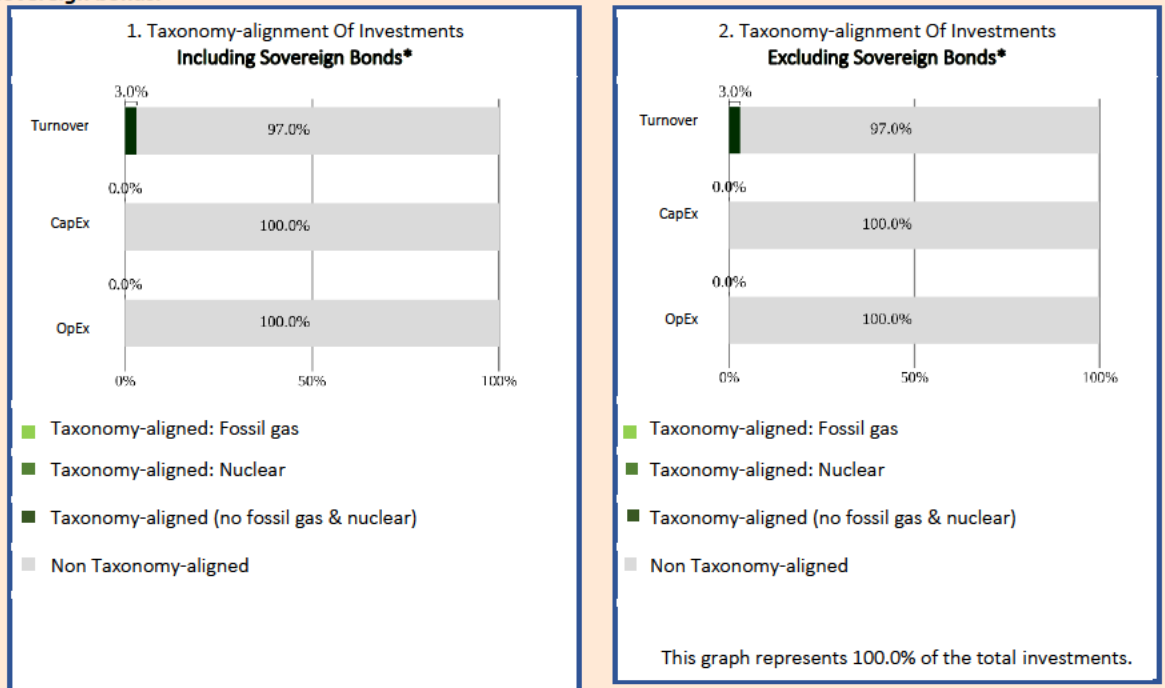 1. Taxonomy-alignment Of Investments
Including Sovereign Bonds*
3.0%
Turnover
97.0%
0.0%
CapEx
100.0%
0.0%
OpEx
100.0%
0%
50%
100%
Taxonomy-aligned: Fossil gas
Taxonomy-aligned: Nuclear
Taxonomy-aligned (no fossil gas & nuclear)
Non Taxonomy-aligned
2. Taxonomy-alignment Of Investments
Excluding Sovereign Bonds*
3.0%
Turnover
97.0%
0.0%
CapEx
100.0%
0.0%
OpEx
100.0%
0%
50%
100%
Taxonomy-aligned: Fossil gas
Taxonomy-aligned: Nuclear
Taxonomy-aligned (no fossil gas & nuclear)
Non Taxonomy-aligned
This graph represents 100.0% of the total investments.